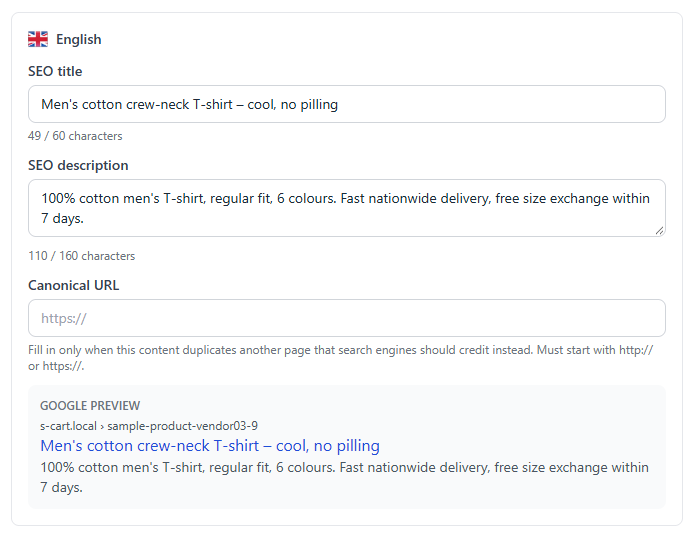 English
SEO title
Men's cotton crew-neck T-shirt – cool, no pilling
49 / 60 characters
SEO description
100% cotton men's T-shirt, regular fit, 6 colours. Fast nationwide delivery, free size exchange within
7 days.
110 / 160 characters
Canonical URL
https://
Fill in only when this content duplicates another page that search engines should credit instead. Must start with http://
or https://.
GOOGLE PREVIEW
s-cart.local › sample-product-vendor03-9
Men's cotton crew-neck T-shirt – cool, no pilling
100% cotton men's T-shirt, regular fit, 6 colours. Fast nationwide delivery, free size exchange within
7 days.